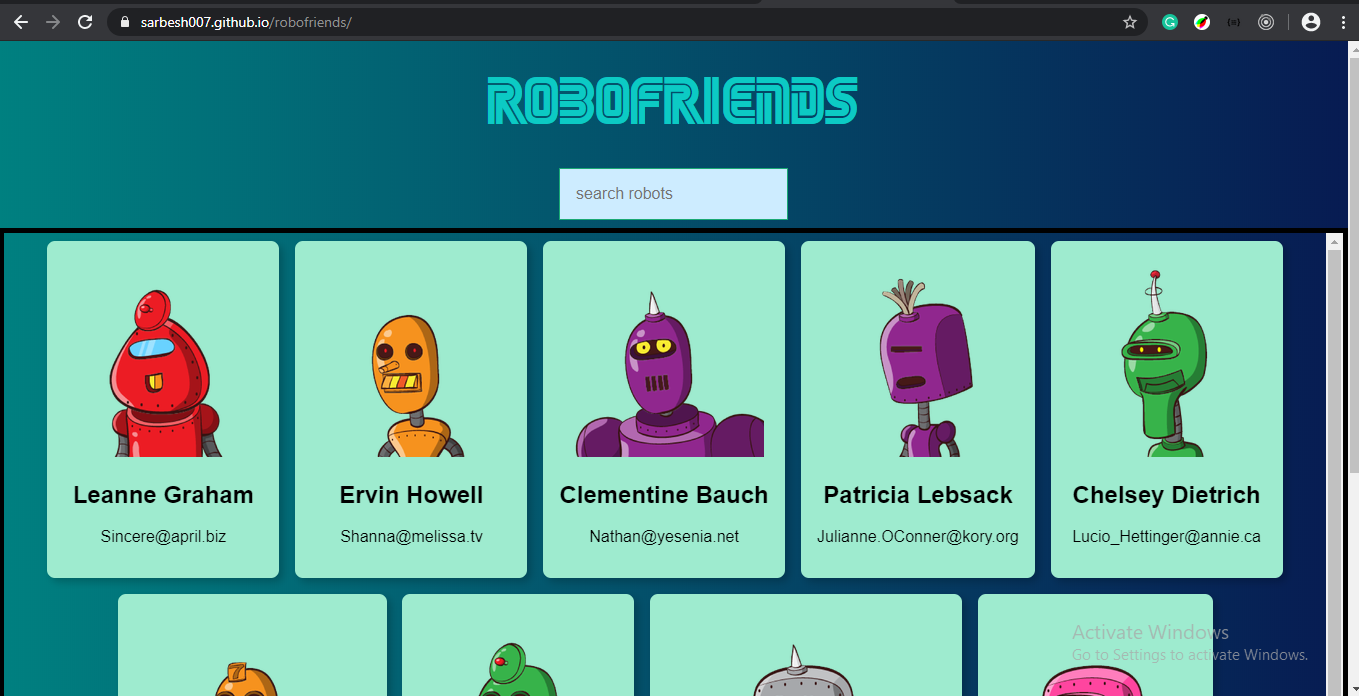 sarbesh007.github.io/robofriends/
ROBOFRIENDS
search robots
Leanne Graham
Sincere@april.biz
Ervin Howell
Shanna@melissa.tv
Clementine Bauch
Nathan@yesenia.net
Patricia Lebsack
Julianne.OConner@kory.org
Chelsey Dietrich
Lucio_Hettinger@annie.ca
7
Activate Windows
Go to Settings to activate Windows.